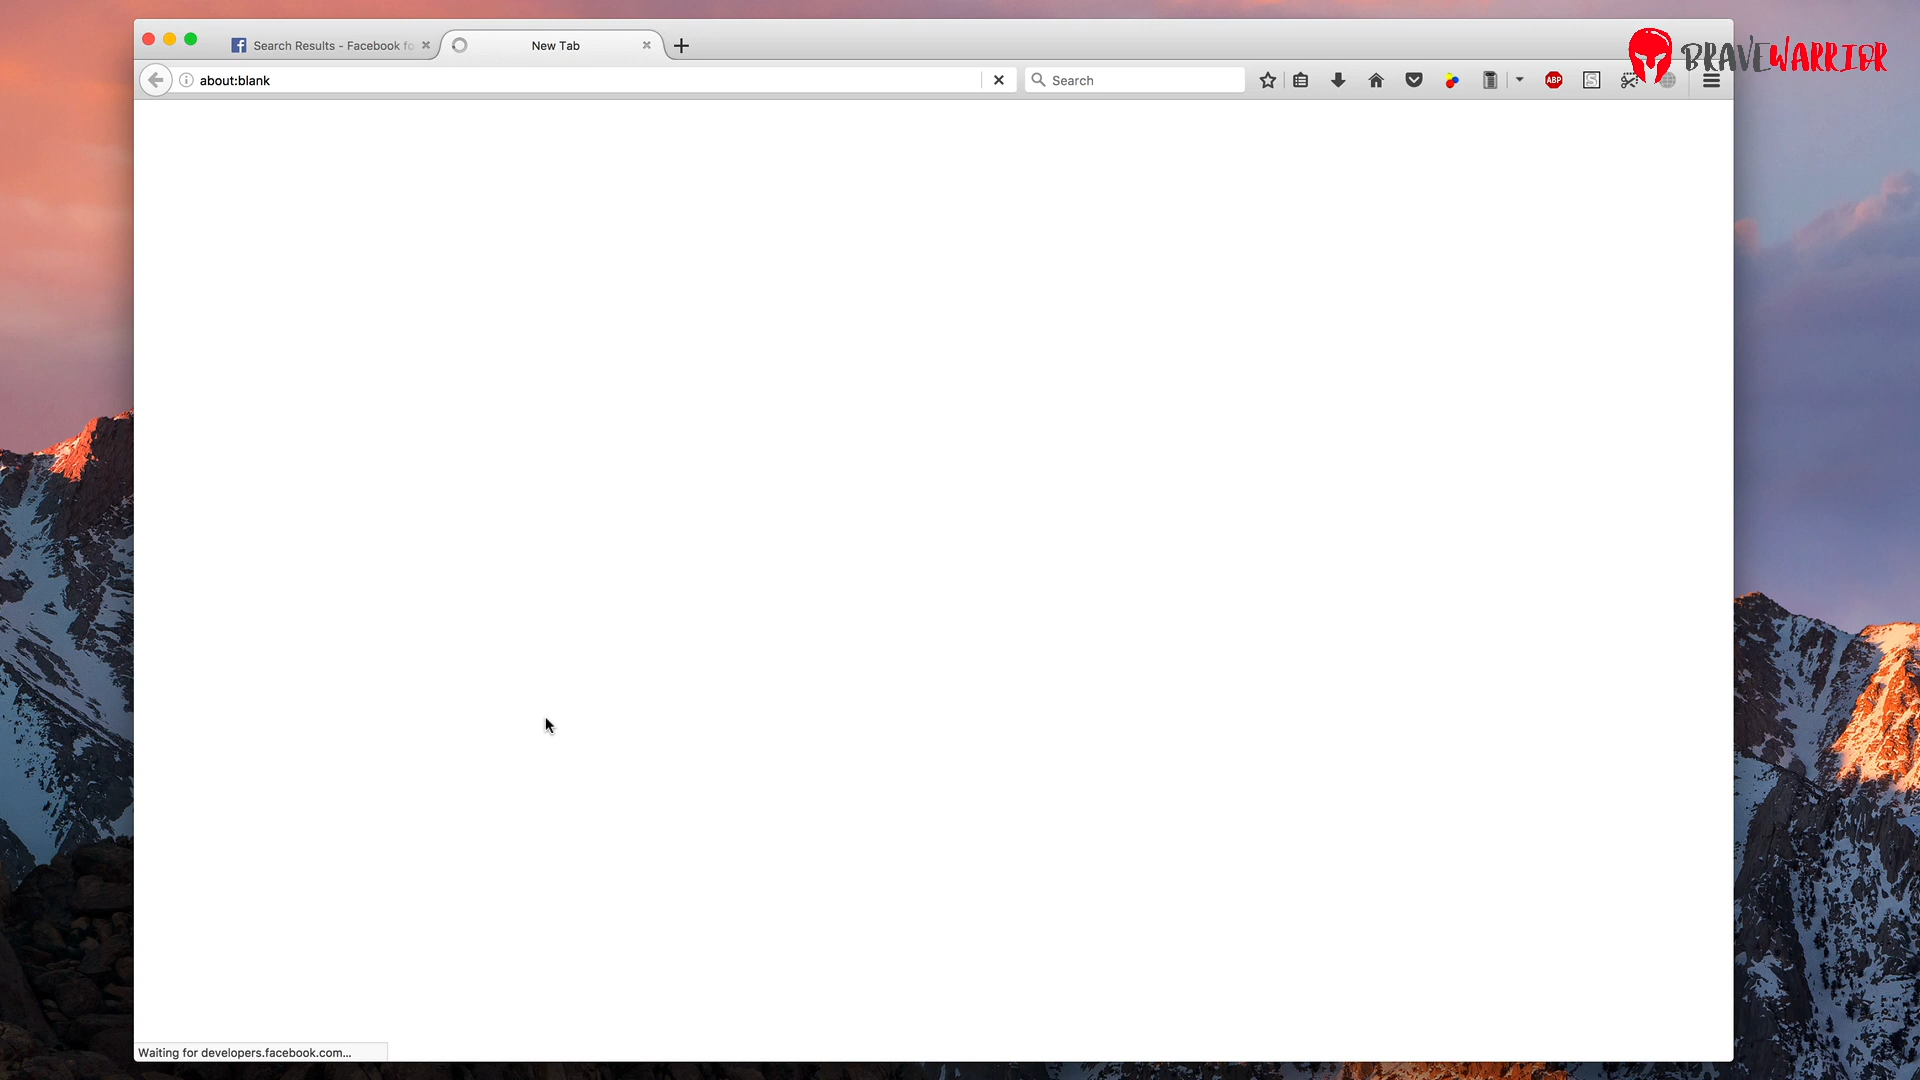 Search Results - Facebook fo
New Tab
BRAVEWARRIOR
about:blank
Search
ABP
S
Waiting for developers.facebook.com...